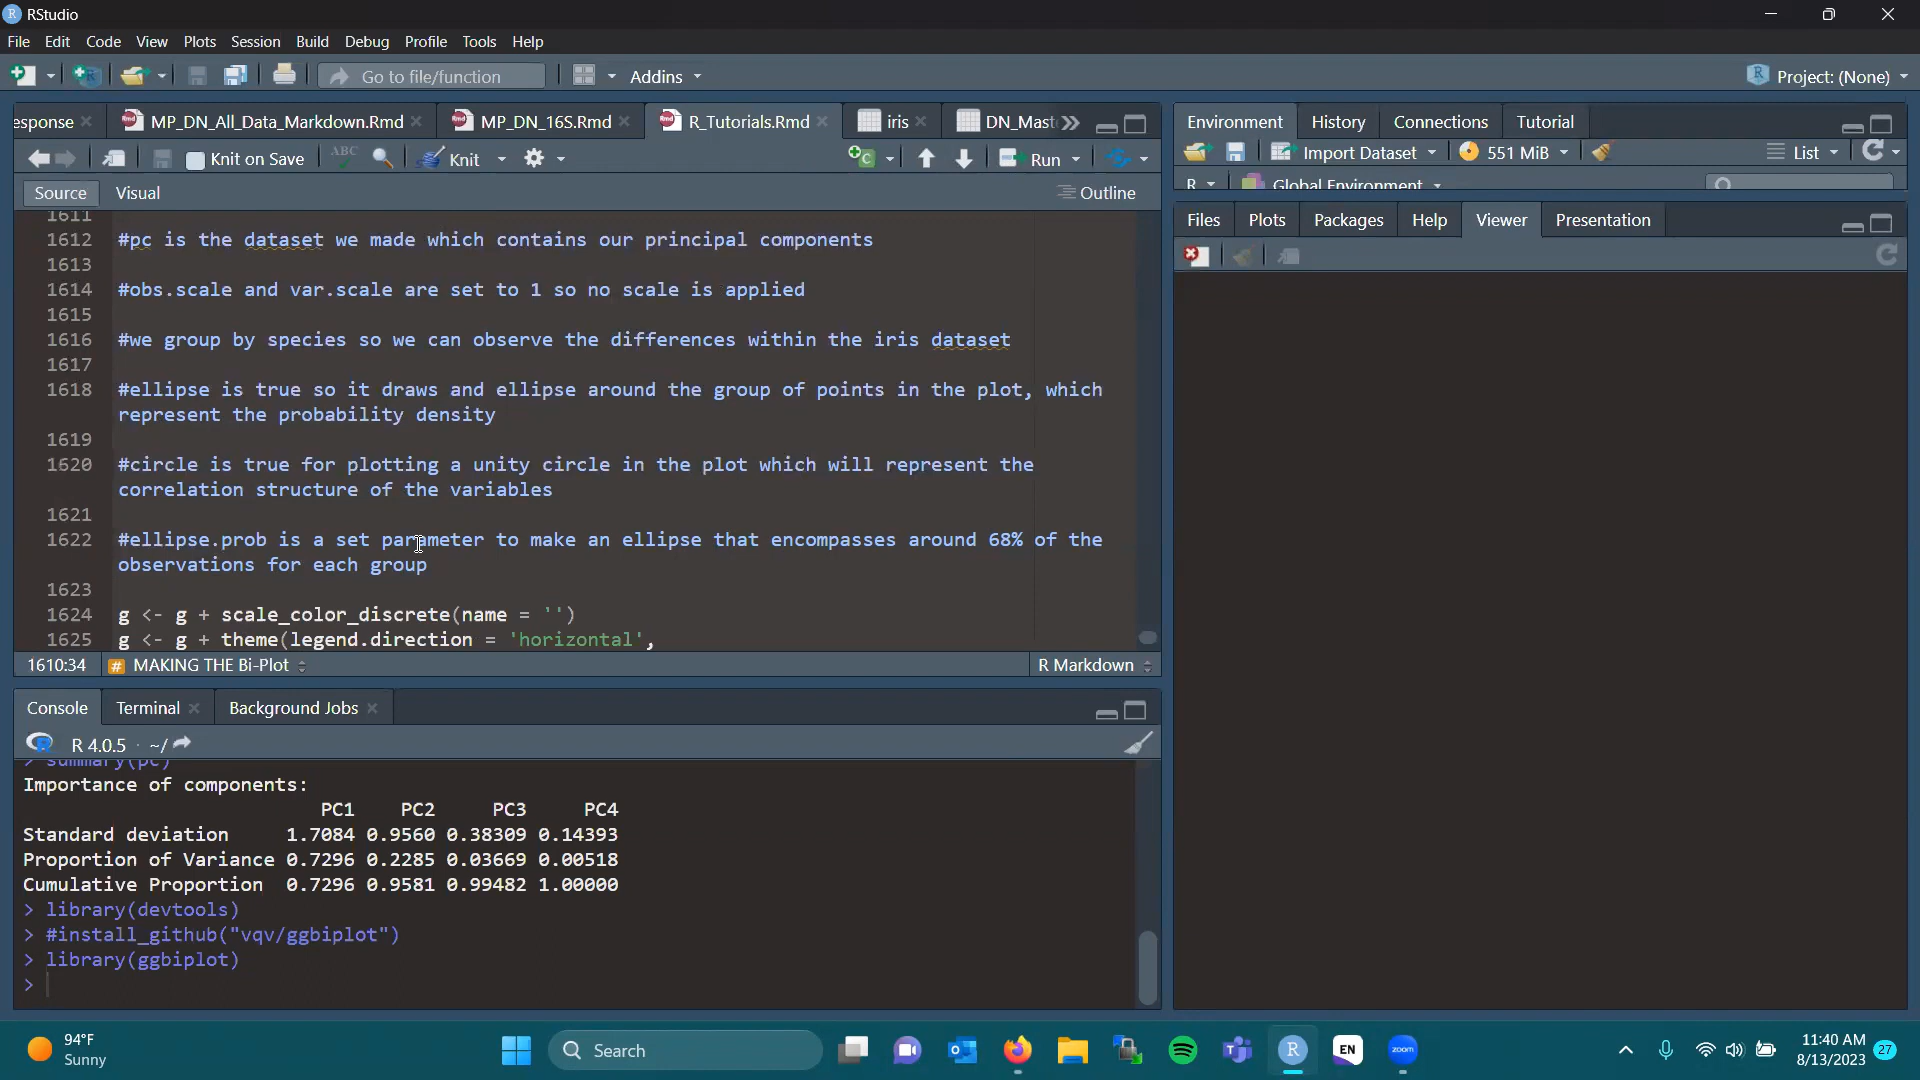 RStudio
File Edit Code View Plots Session Build Debug Profile Tools Help
Go to file/function Addins Project: (None)
esponse MP_DN_All_Data_Markdown.Rmd MP_DN_16S.Rmd R_Tutorials.Rmd iris DN_Mast
ABC Knit on Save Knit Run
Source Visual Outline
1611
1612 #pc is the dataset we made which contains our principal components
1613
1614 #obs.scale and var.scale are set to 1 so no scale is applied
1615
1616 #we group by species so we can observe the differences within the iris dataset
1617
1618 #ellipse is true so it draws and ellipse around the group of points in the plot, which
represent the probability density
1619
1620 #circle is true for plotting a unity circle in the plot which will represent the
correlation structure of the variables
1621
1622 #ellipse.prob is a set parameter to make an ellipse that encompasses around 68% of the
observations for each group
1623
1624 g <- g + scale_color_discrete(name = '')
1625 g <- g + theme(legend.direction = 'horizontal',
1610:34 # MAKING THE Bi-Plot R Markdown
Console Terminal Background Jobs
R 4.0.5 · ~/
> summary(pc)
Importance of components:
PC1 PC2 PC3 PC4
Standard deviation 1.7084 0.9560 0.38309 0.14393
Proportion of Variance 0.7296 0.2285 0.03669 0.00518
Cumulative Proportion 0.7296 0.9581 0.99482 1.00000
> library(devtools)
> #install_github("vqv/ggbiplot")
> library(ggbiplot)
>
Environment History Connections Tutorial
Import Dataset 551 MiB List
R Global Environment
Files Plots Packages Help Viewer Presentation
94°F
Sunny
Search
EN
zoom
11:40 AM
8/13/2023
27